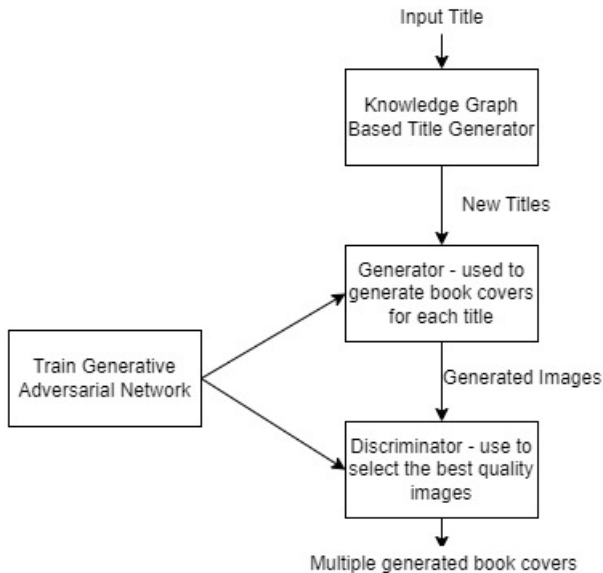 Input Title
Knowledge Graph
Based Title Generator
New Titles
Generator - used to
generate book covers
for each title
Train Generative
Adversarial Network
Generated Images
Discriminator - use to
select the best quality
images
Multiple generated book covers